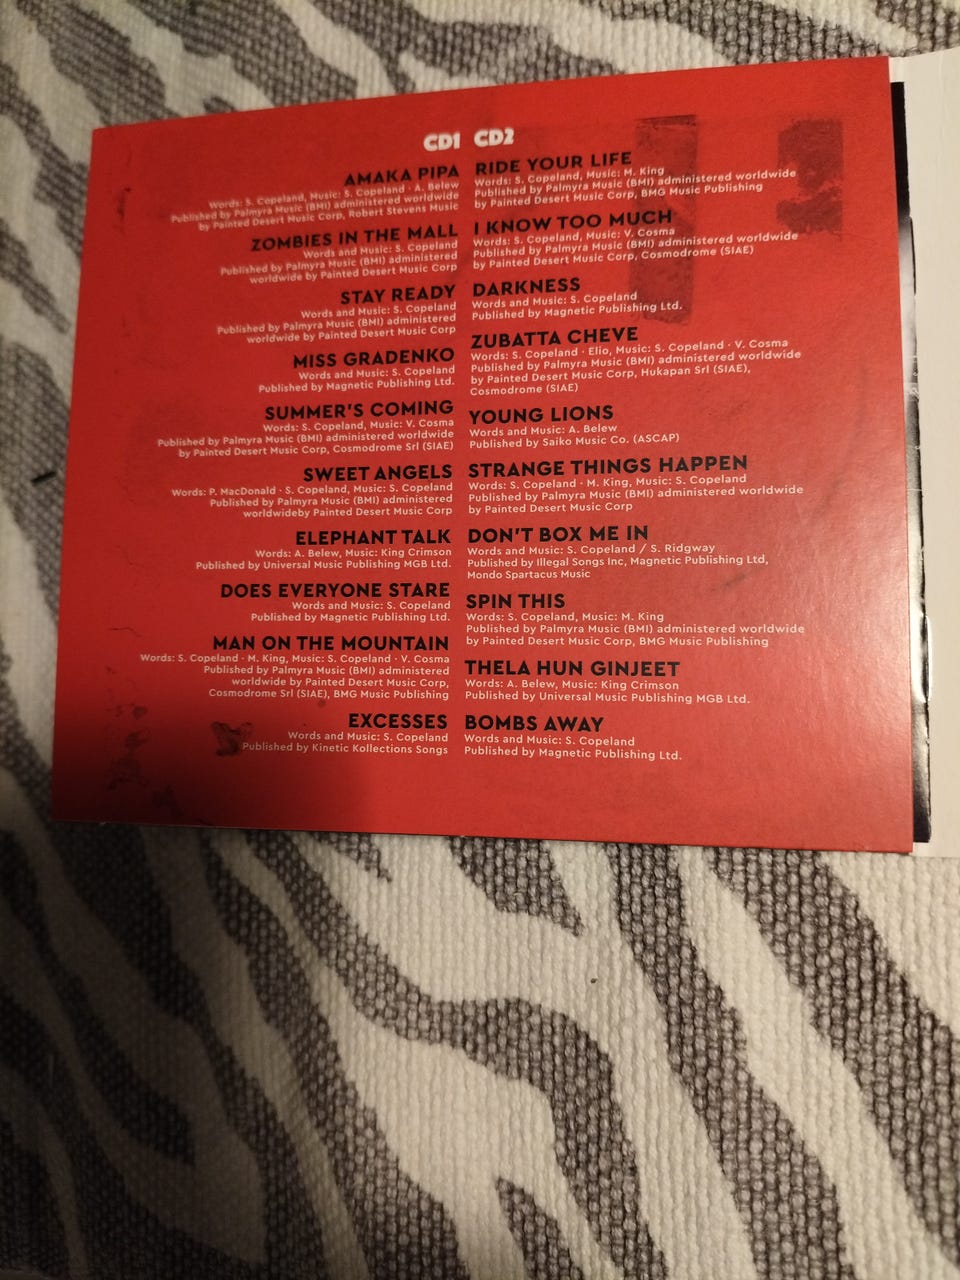 CD1
AMAKA PIPA
Words: S. Copeland, Music: S. Copeland · A. Belew
Published by Palmyra Music (BMI) administered worldwide
by Painted Desert Music Corp, Robert Stevens Music
ZOMBIES IN THE MALL
Words and Music: S. Copeland
Published by Palmyra Music (BMI) administered
worldwide by Painted Desert Music Corp
STAY READY
Words and Music: S. Copeland
Published by Palmyra Music (BMI) administered
worldwide by Painted Desert Music Corp
MISS GRADENKO
Words and Music: S. Copeland
Published by Magnetic Publishing Ltd.
SUMMER'S COMING
Words: S. Copeland, Music: V. Cosma
Published by Palmyra Music (BMI) administered worldwide
by Painted Desert Music Corp, Cosmodrome Srl (SIAE)
SWEET ANGELS
Words: P. MacDonald · S. Copeland, Music: S. Copeland
Published by Palmyra Music (BMI) administered
worldwideby Painted Desert Music Corp
ELEPHANT TALK
Words: A. Belew, Music: King Crimson
Published by Universal Music Publishing MGB Ltd.
DOES EVERYONE STARE
Words and Music: S. Copeland
Published by Magnetic Publishing Ltd.
MAN ON THE MOUNTAIN
Words: S. Copeland · M. King, Music: S. Copeland · V. Cosma
Published by Palmyra Music (BMI) administered
worldwide by Painted Desert Music Corp,
Cosmodrome Srl (SIAE), BMG Music Publishing
EXCESSES
Words and Music: S. Copeland
Published by Kinetic Kollections Songs
CD2
RIDE YOUR LIFE
Words: S. Copeland, Music: M. King
Published by Palmyra Music (BMI) administered worldwide
by Painted Desert Music Corp, BMG Music Publishing
I KNOW TOO MUCH
Words: S. Copeland, Music: V. Cosma
Published by Palmyra Music (BMI) administered worldwide
by Painted Desert Music Corp, Cosmodrome (SIAE)
DARKNESS
Words and Music: S. Copeland
Published by Magnetic Publishing Ltd.
ZUBATTA CHEVE
Words: S. Copeland · Elio, Music: S. Copeland · V. Cosma
Published by Palmyra Music (BMI) administered worldwide
by Painted Desert Music Corp, Hukapan Srl (SIAE),
Cosmodrome (SIAE)
YOUNG LIONS
Words and Music: A. Belew
Published by Saiko Music Co. (ASCAP)
STRANGE THINGS HAPPEN
Words: S. Copeland · M. King, Music: S. Copeland
Published by Palmyra Music (BMI) administered worldwide
by Painted Desert Music Corp
DON'T BOX ME IN
Words and Music: S. Copeland / S. Ridgway
Published by Illegal Songs Inc, Magnetic Publishing Ltd,
Mondo Spartacus Music
SPIN THIS
Words: S. Copeland, Music: M. King
Published by Palmyra Music (BMI) administered worldwide
by Painted Desert Music Corp, BMG Music Publishing
THELA HUN GINJEET
Words: A. Belew, Music: King Crimson
Published by Universal Music Publishing MGB Ltd.
BOMBS AWAY
Words and Music: S. Copeland
Published by Magnetic Publishing Ltd.